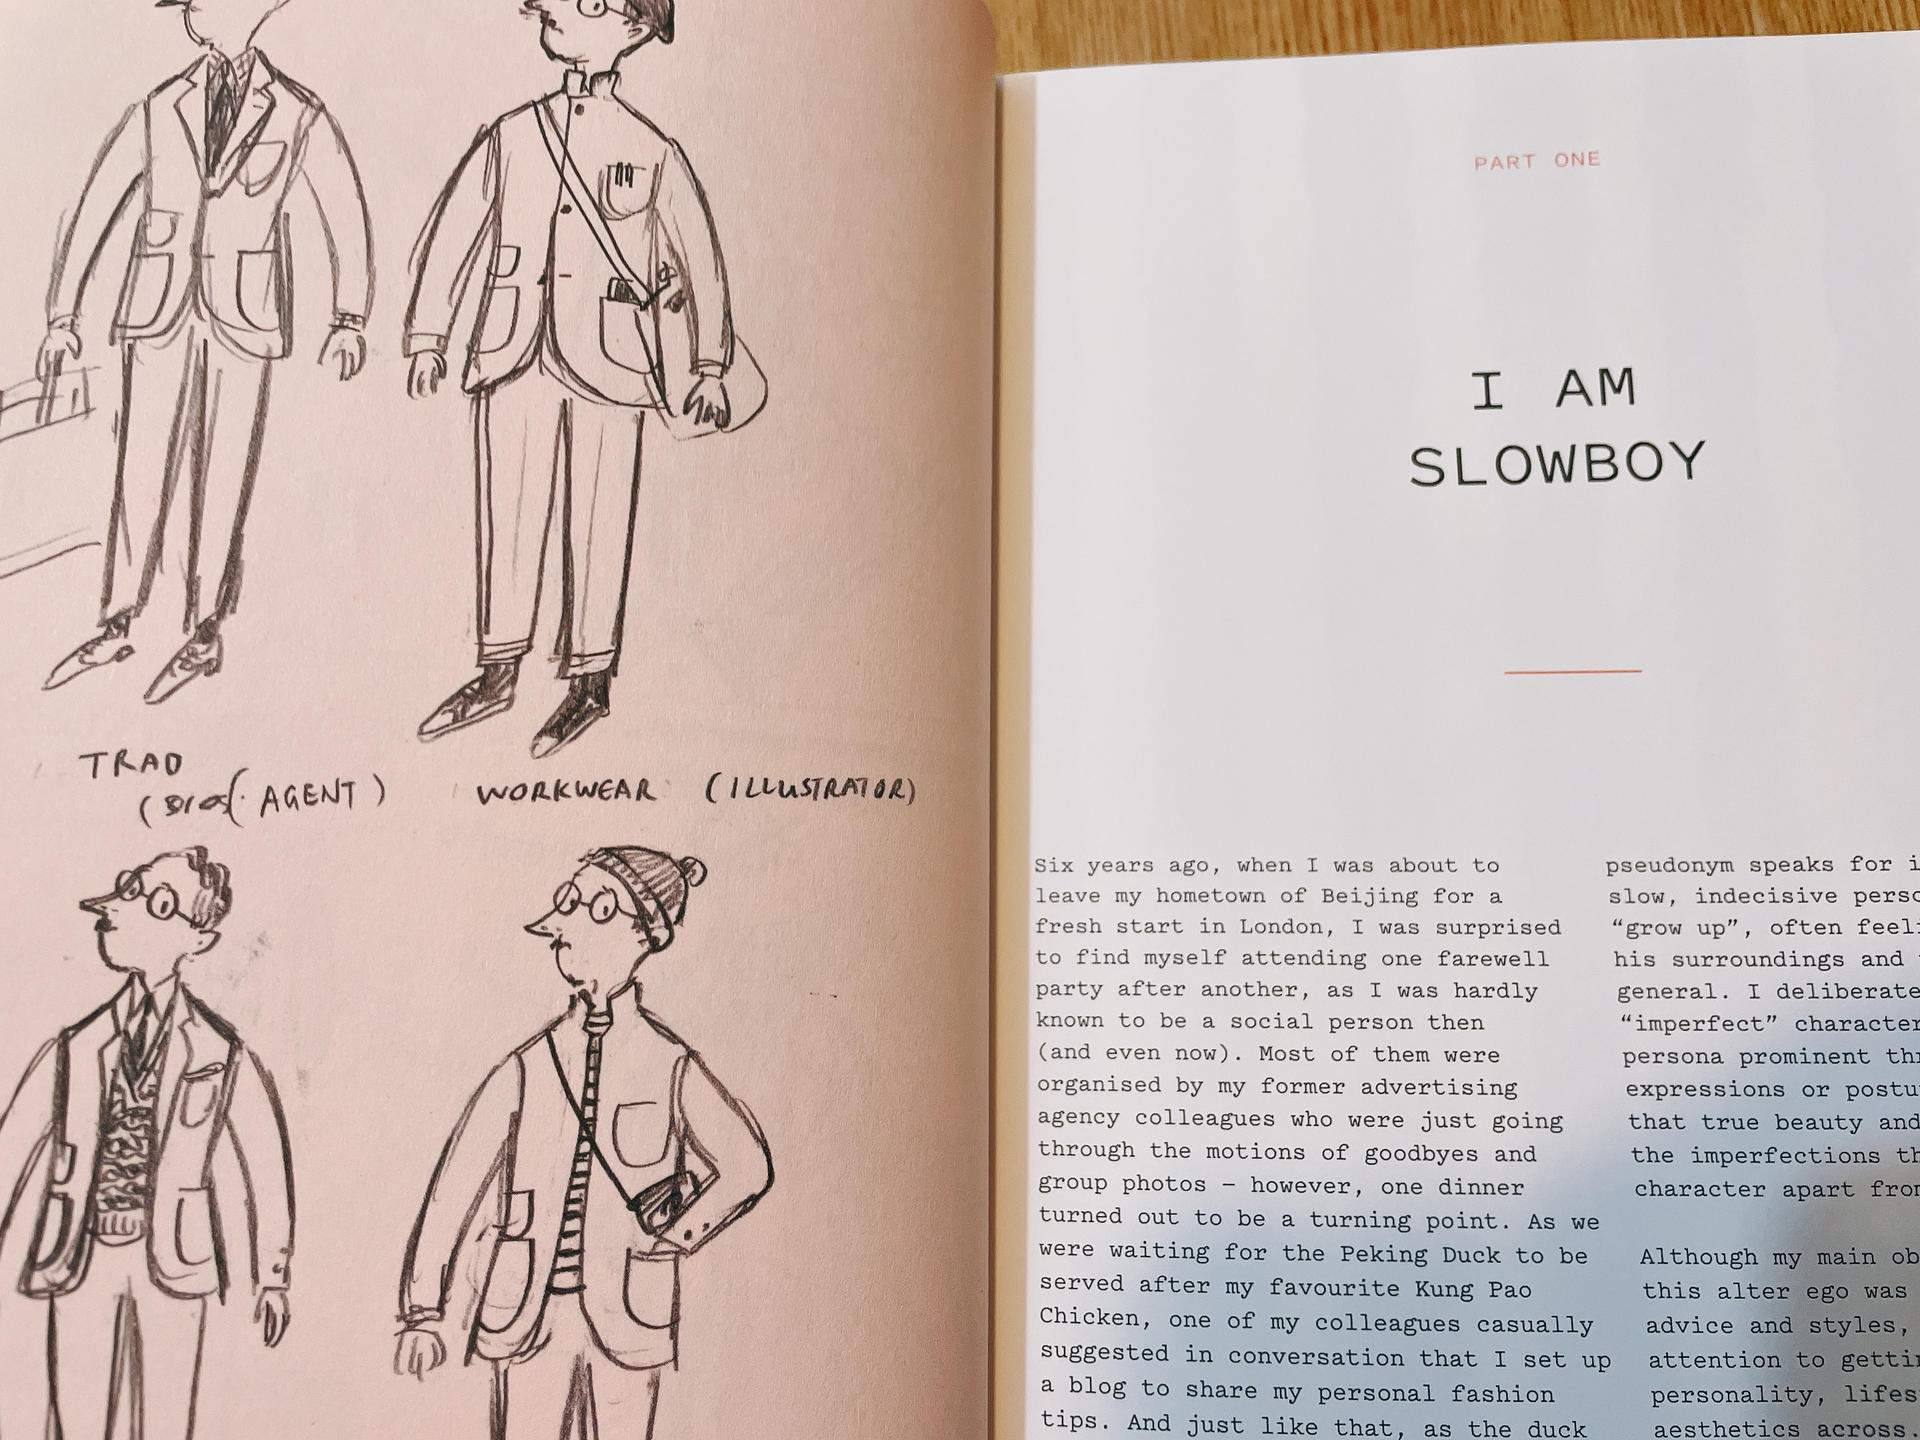 TRAD
( AGENT )
WORKWEAR (ILLUSTRATOR)
PART ONE
I AM
SLOWBOY
Six years ago, when I was about to
leave my hometown of Beijing for a
fresh start in London, I was surprised
to find myself attending one farewell
party after another, as I was hardly
known to be a social person then
(and even now). Most of them were
organised by my former advertising
agency colleagues who were just going
through the motions of goodbyes and
group photos – however, one dinner
turned out to be a turning point. As we
were waiting for the Peking Duck to be
served after my favourite Kung Pao
Chicken, one of my colleagues casually
suggested in conversation that I set up
a blog to share my personal fashion
tips. And just like that, as the duck
pseudonym speaks for
slow, indecisive
“grow up”, often
his surroundings and
general. I
“imperfect”
persona prominent
expressions or
that true beauty and
the imperfections
character apart
Although my main
this alter ego was
advice and styles,
attention to
personality,
aesthetics across.